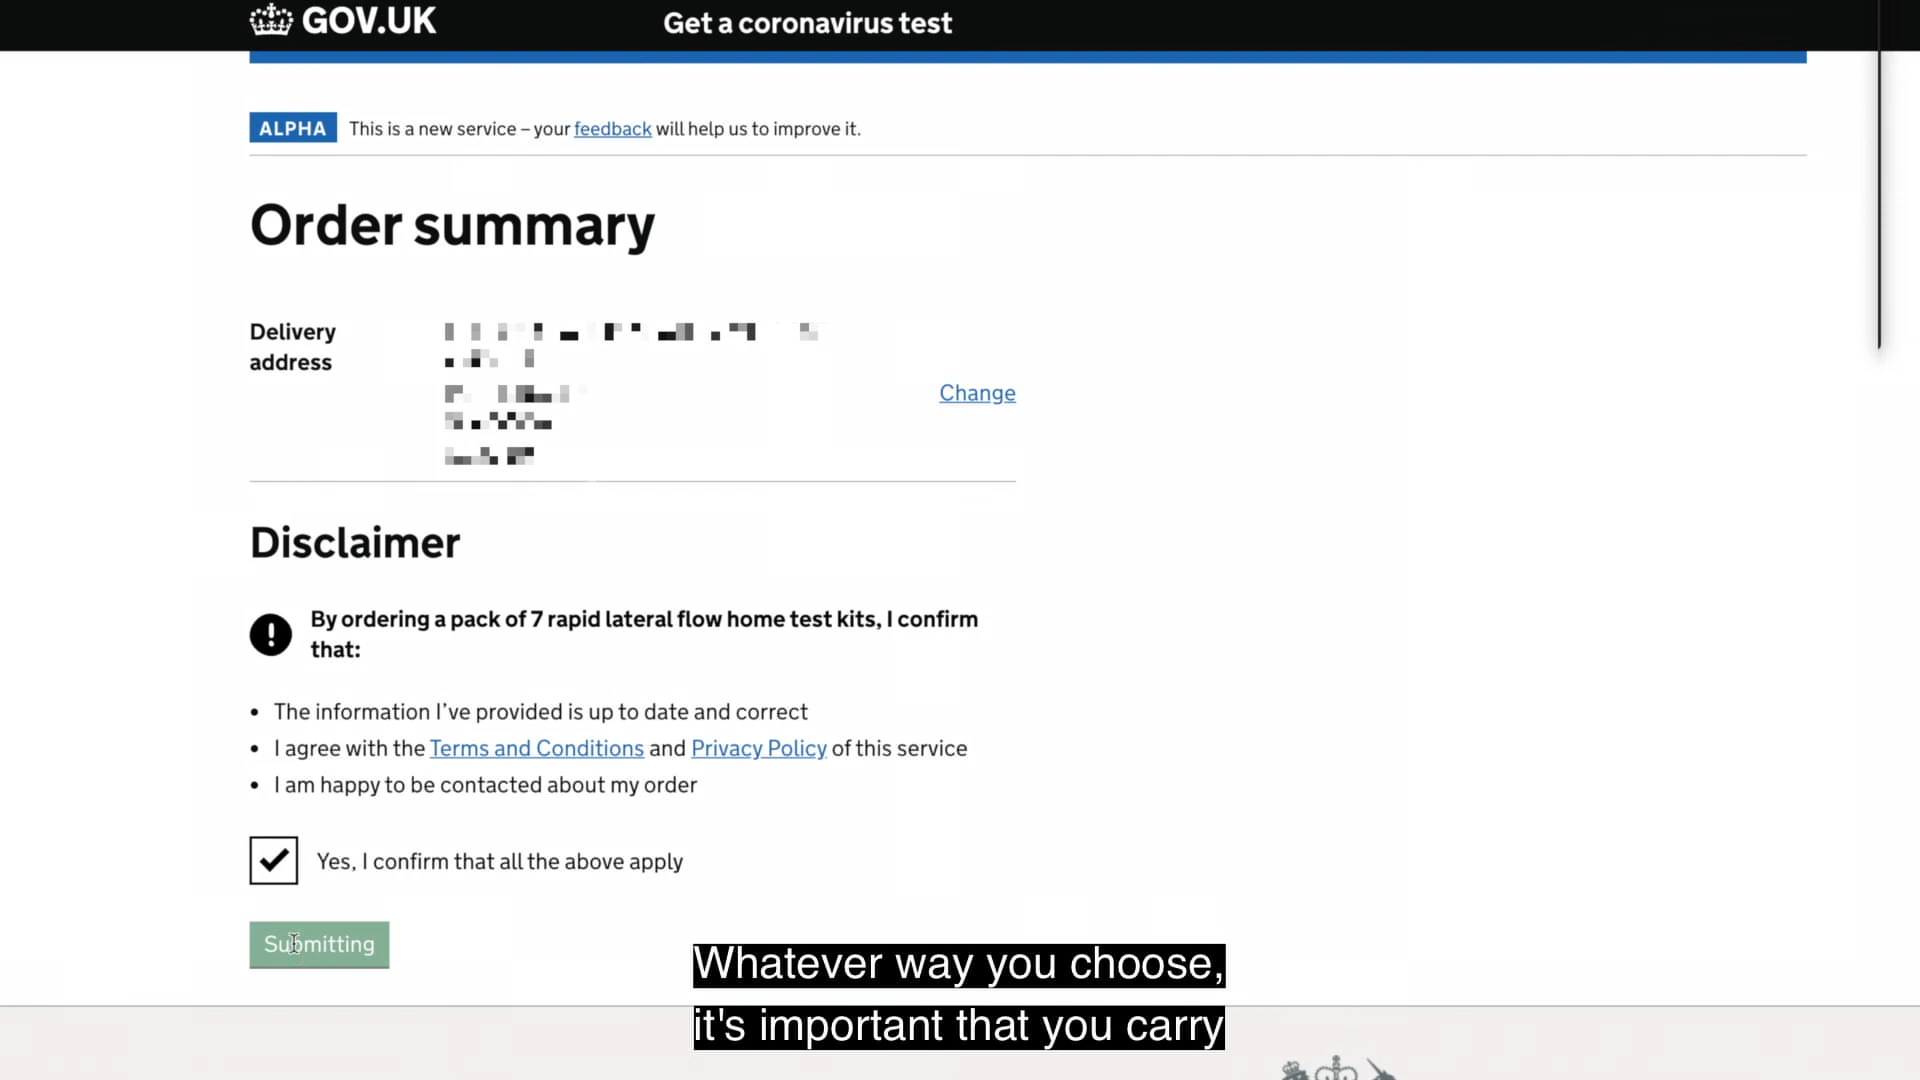 GOV.UK
Get a coronavirus test
ALPHA
This is a new service – your feedback will help us to improve it.
Order summary
Delivery
address
Change
Disclaimer
By ordering a pack of 7 rapid lateral flow home test kits, I confirm
that:
• The information I've provided is up to date and correct
• I agree with the Terms and Conditions and Privacy Policy of this service
• I am happy to be contacted about my order
Yes, I confirm that all the above apply
Submitting
Whatever way you choose,
it's important that you carry